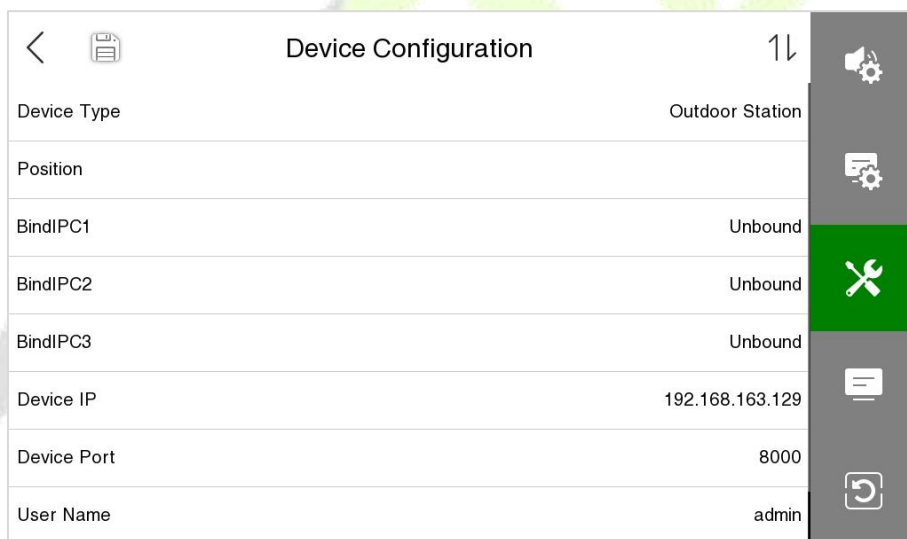 Device Configuration
Device Type Outdoor Station
Position
BindIPC1 Unbound
BindIPC2 Unbound
BindIPC3 Unbound
Device IP 192.168.163.129
Device Port 8000
User Name admin